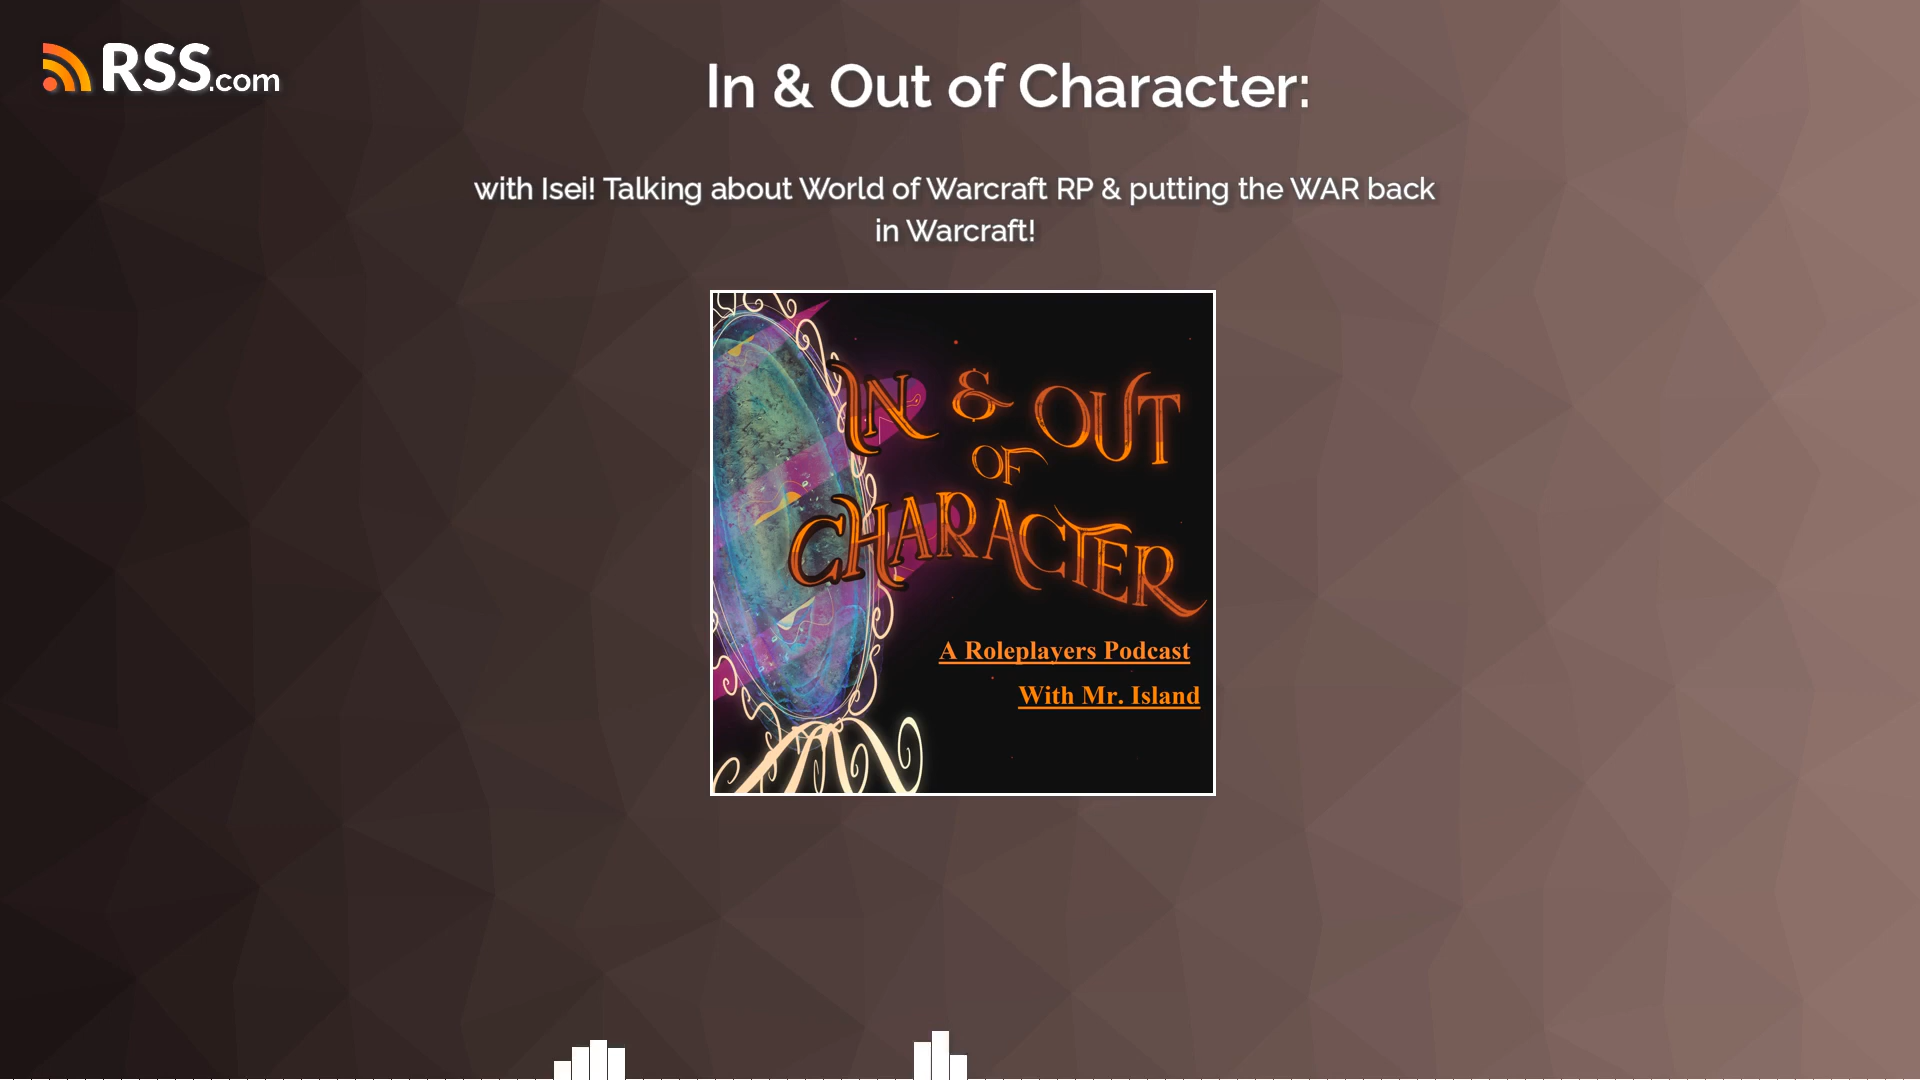 RSS.com
In & Out of Character:
with Isei! Talking about World of Warcraft RP & putting the WAR back
in Warcraft!
IN & OUT
OF
CHARACTER
A Roleplayers Podcast
With Mr. Island